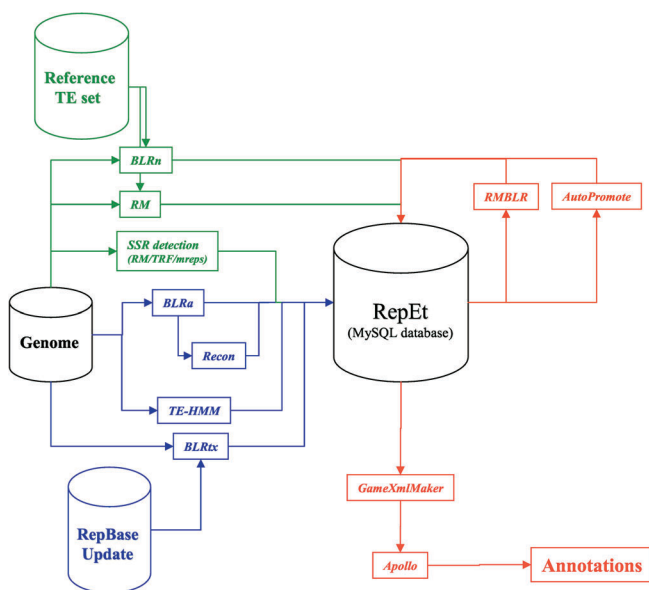 Reference
TE set
BLRn
RM
RMBLR
AutoPromote
SSR detection
(RM/TRF/mreps)
RepEt
(MySQL database)
BLRa
Genome
Recon
TE-HMM
BLRtx
GameXmlMaker
RepBase
Update
Apollo
Annotations